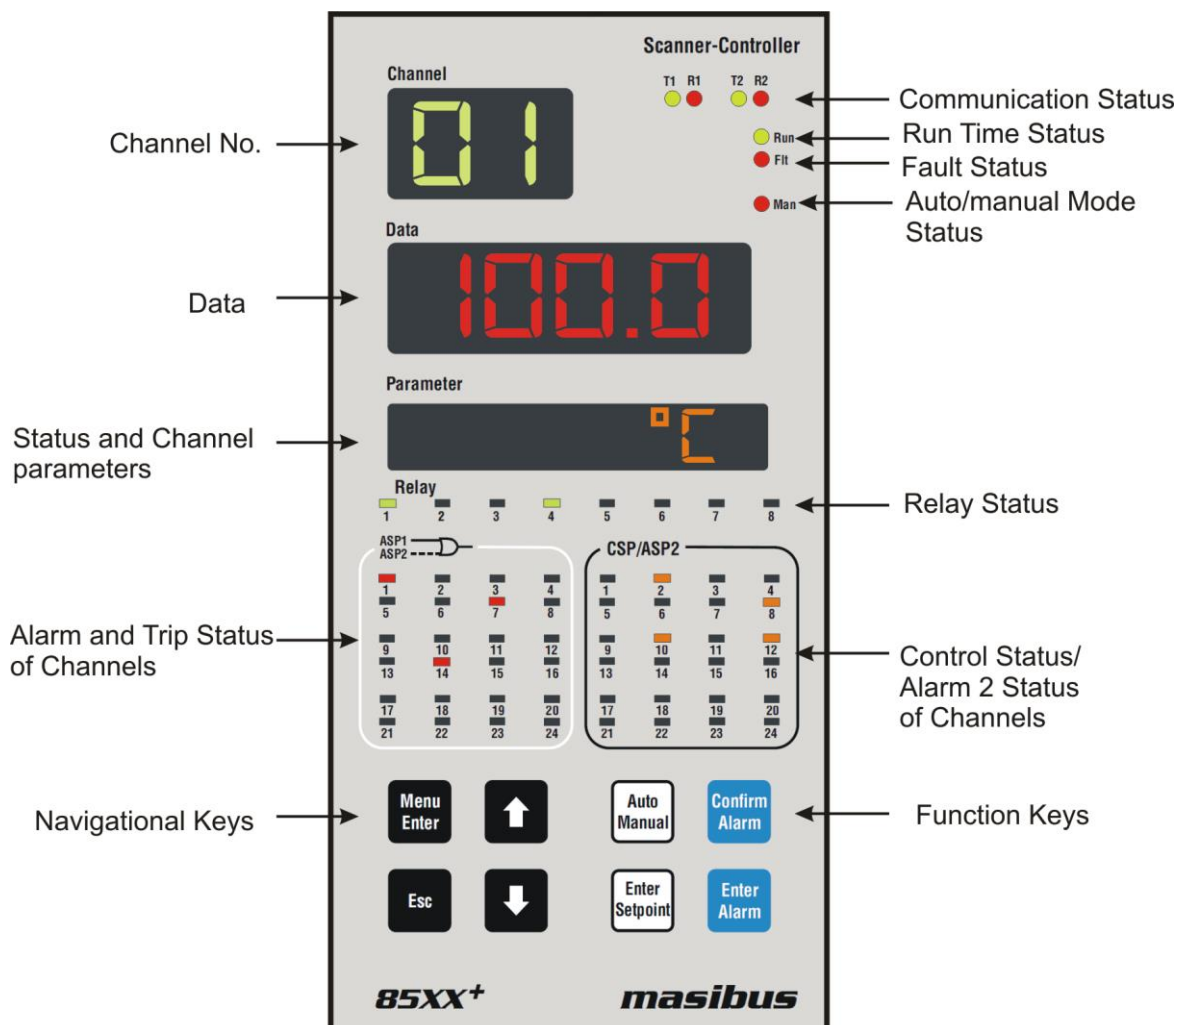 Scanner-Controller
Channel
T1 R1 T2 R2
Communication Status
01
Channel No.
Run
Run Time Status
Flt
Fault Status
Man
Auto/manual Mode
Status
Data
100.0
Data
Parameter
°C
Status and Channel
parameters
Relay
1 2 3 4 5 6 7 8
Relay Status
ASP1
ASP2
CSP/ASP2
1 2 3 4 1 2 3 4
5 6 7 8 5 6 7 8
9 10 11 12 9 10 11 12
13 14 15 16 13 14 15 16
17 18 19 20 17 18 19 20
21 22 23 24 21 22 23 24
Alarm and Trip Status
of Channels
Control Status/
Alarm 2 Status
of Channels
Navigational Keys
Menu
Enter
Auto
Manual
Confirm
Alarm
Function Keys
Esc
Enter
Setpoint
Enter
Alarm
85XX+
masibus